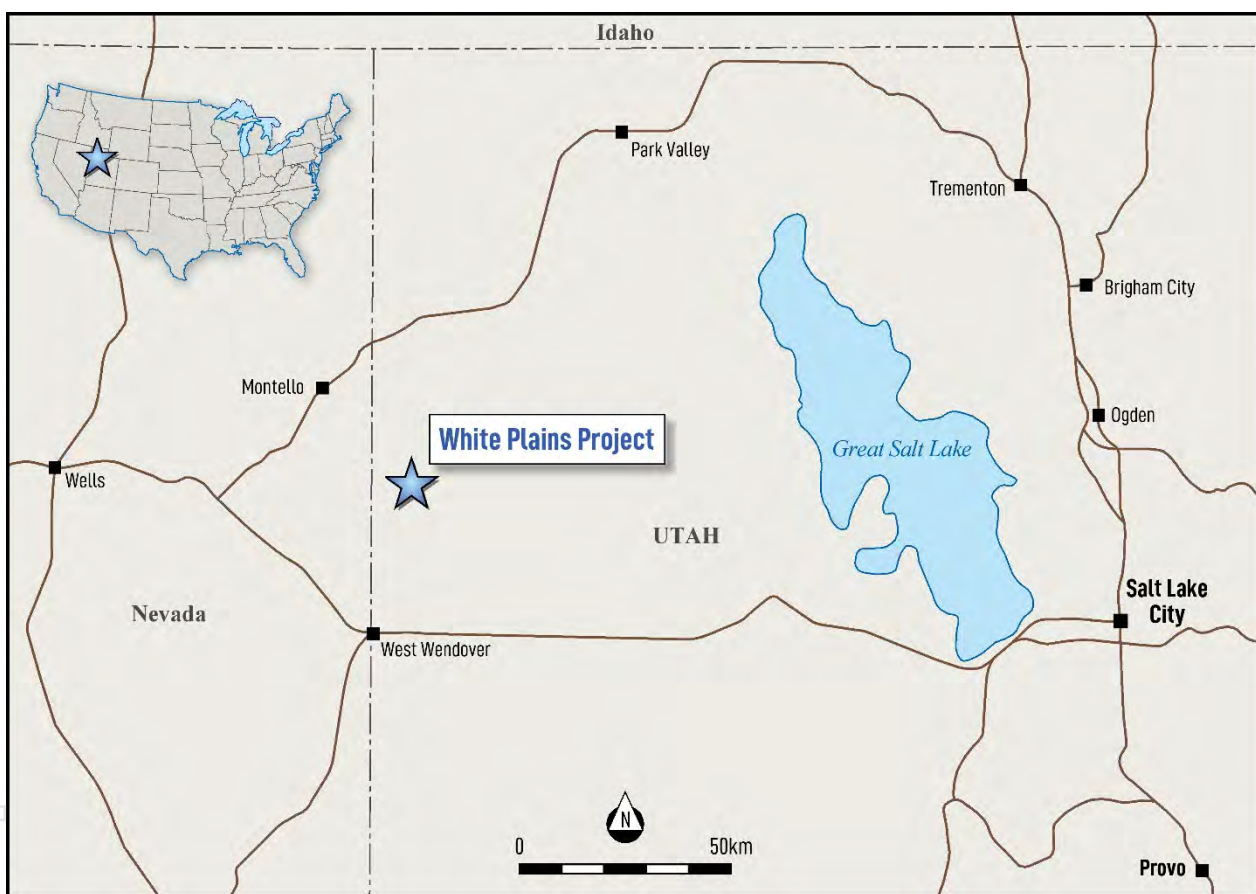 Idaho
Park Valley
Trementon
Brigham City
Montello
White Plains Project
Ogden
Great Salt Lake
Wells
UTAH
Nevada
Salt Lake
City
West Wendover
N
0 50km
Provo